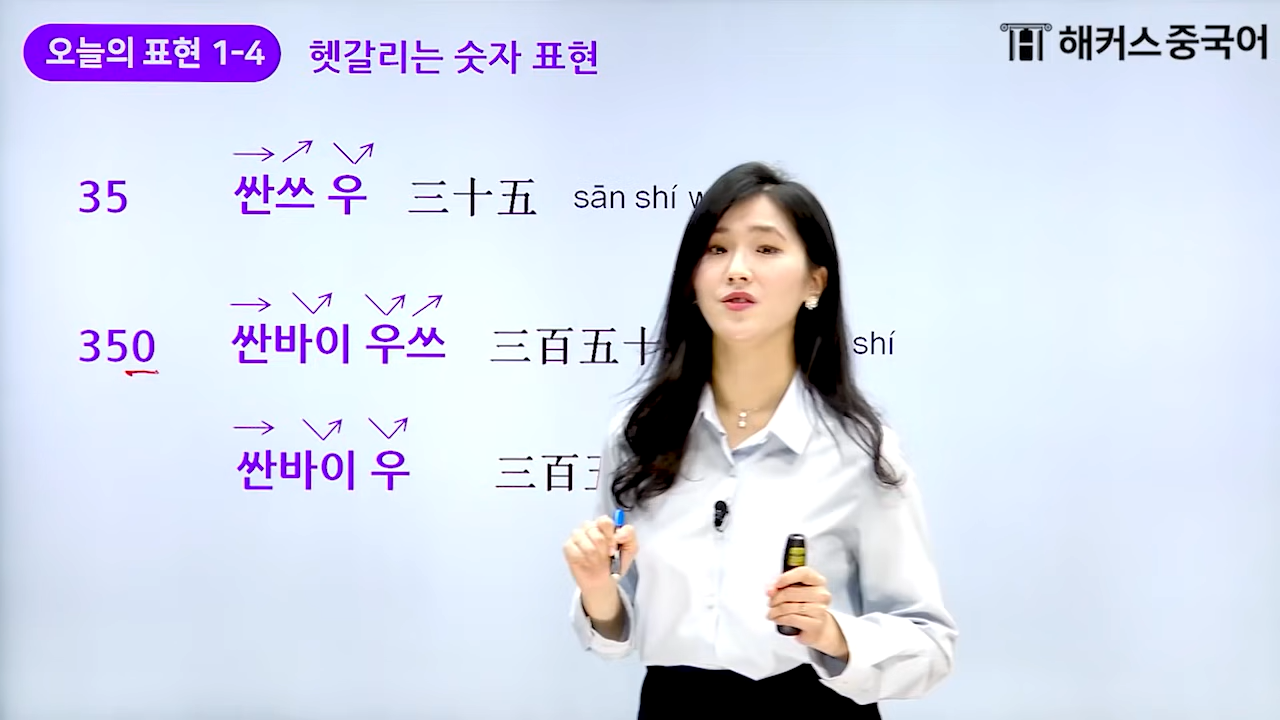 오늘의 표현 1-4 헷갈리는 숫자 표현
해커스중국어
35 싼쓰 우 三十五 sān shí
350 싼바이 우쓰 三百五十 shí
싼바이 우 三百